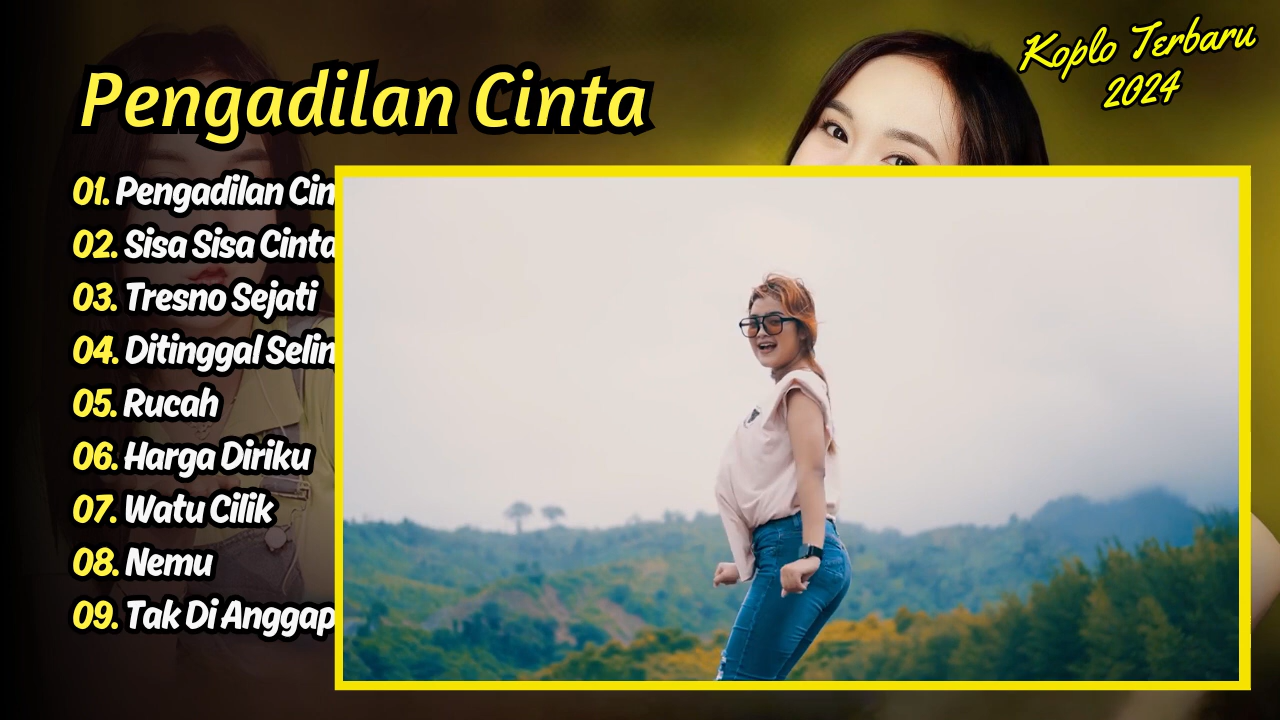 Koplo Terbaru
2024
Pengadilan Cinta
01. Pengadilan Cin
02. Sisa Sisa Cinta
03. Tresno Sejati
04. Ditinggal Selin
05. Rucah
06. Harga Diriku
07. Watu Cilik
08. Nemu
09. Tak Di Anggap